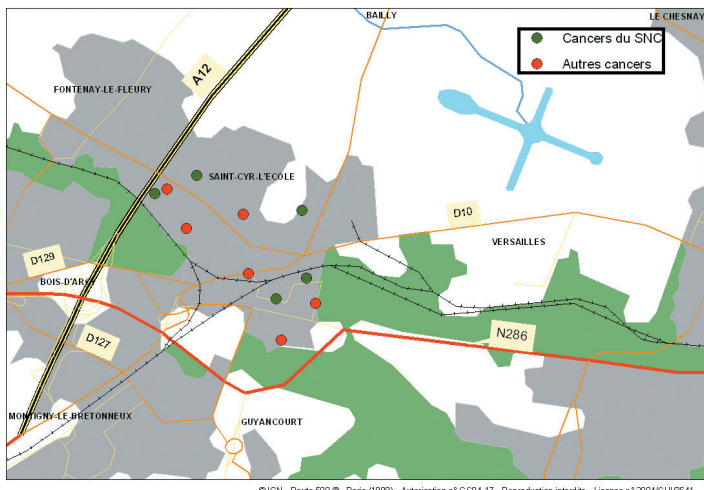 BAILLY
LE CHESNAY
Cancers du SNC
Autres cancers
A12
FONTENAY-LE-FLEURY
SAINT-CYR-L'ECOLE
D10
VERSAILLES
D129
BOIS-D'ARCY
D127
N286
MONTIGNY-LE-BRETONNEUX
GUYANCOURT